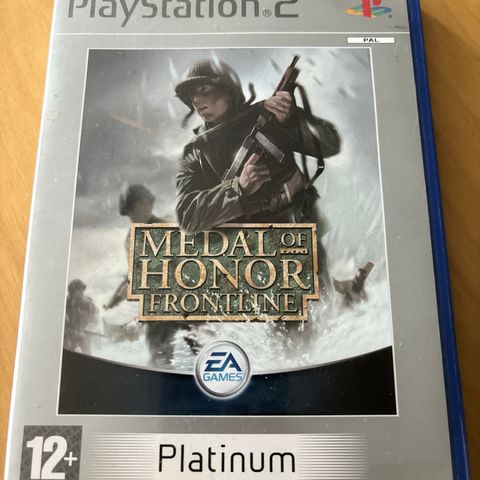 PlayStation®2
PAL
MEDAL OF
HONOR
FRONTLINE
EA
GAMES
12+
Platinum